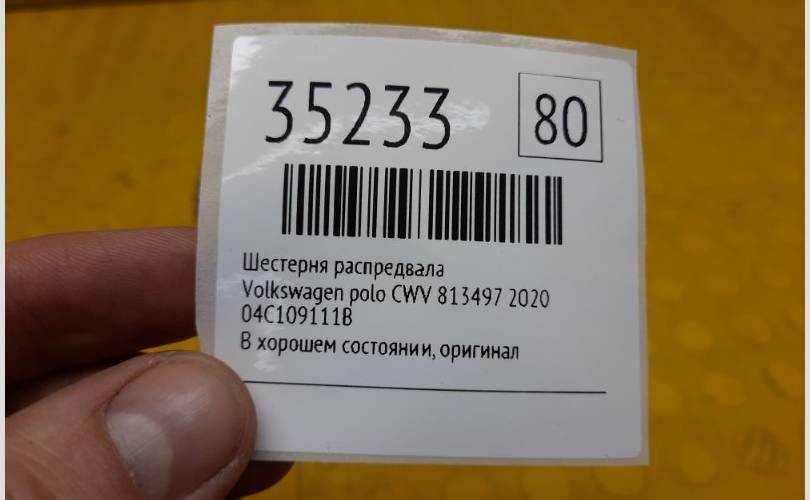 35233
80
Шестерня распредвала
Volkswagen polo CWV 813497 2020
04C109111B
В хорошем состоянии, оригинал